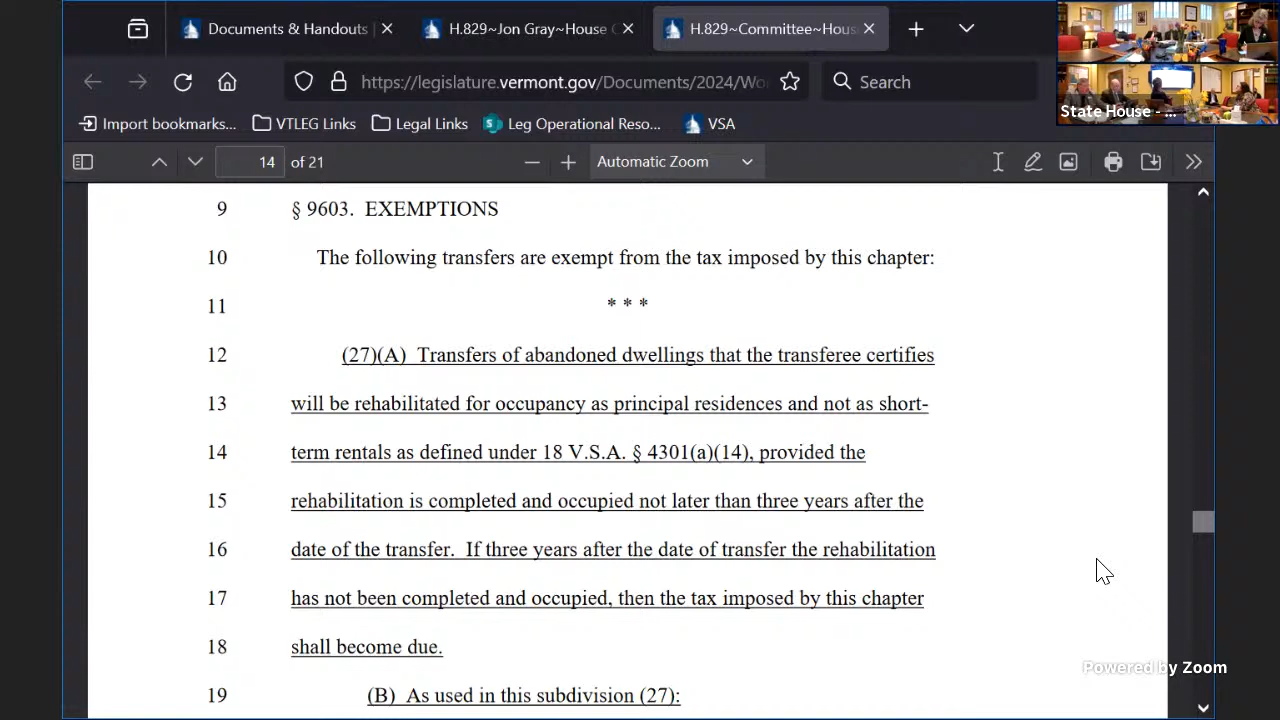 Documents & Handouts
H.829~Jon Gray~House
H.829~Committee~Hous
https://legislature.vermont.gov/Documents/2024/Wo
Search
Import bookmarks...
VTLEG Links
Legal Links
Leg Operational Reso...
VSA
State House - ...
14 of 21
Automatic Zoom
9 § 9603. EXEMPTIONS
10 The following transfers are exempt from the tax imposed by this chapter:
11 * * *
12 (27)(A) Transfers of abandoned dwellings that the transferee certifies
13 will be rehabilitated for occupancy as principal residences and not as short-
14 term rentals as defined under 18 V.S.A. § 4301(a)(14), provided the
15 rehabilitation is completed and occupied not later than three years after the
16 date of the transfer. If three years after the date of transfer the rehabilitation
17 has not been completed and occupied, then the tax imposed by this chapter
18 shall become due.
Powered by Zoom
19 (B) As used in this subdivision (27):